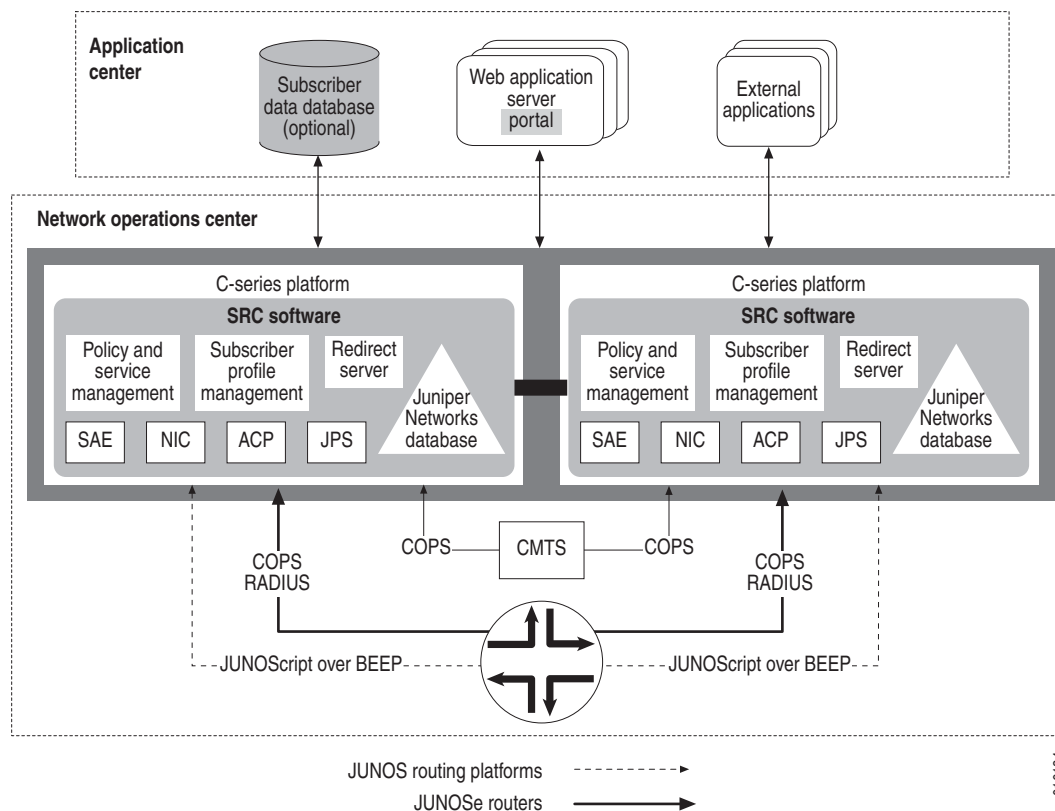 Application
center
Subscriber
data database
(optional)
Web application
server
portal
External
applications
Network operations center
C-series platform
SRC software
Policy and
service
management
Subscriber
profile
management
Redirect
server
Juniper
Networks
database
SAE
NIC
ACP
JPS
C-series platform
SRC software
Policy and
service
management
Subscriber
profile
management
Redirect
server
Juniper
Networks
database
SAE
NIC
ACP
JPS
COPS
CMTS
COPS
COPS
RADIUS
COPS
RADIUS
JUNOScript over BEEP
JUNOScript over BEEP
JUNOS routing platforms
JUNOSe routers